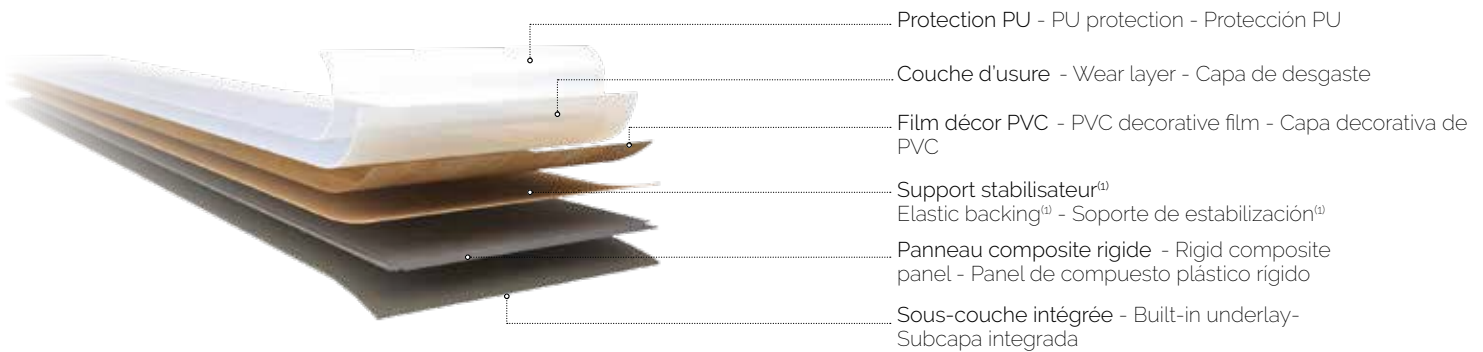 Protection PU - PU protection - Protección PU
Couche d'usure - Wear layer - Capa de desgaste
Film décor PVC - PVC decorative film - Capa decorativa de
PVC
Support stabilisateur⁽¹⁾
Elastic backing⁽¹⁾ - Soporte de estabilización⁽¹⁾
Panneau composite rigide - Rigid composite
panel - Panel de compuesto plástico rígido
Sous-couche intégrée - Built-in underlay-
Subcapa integrada